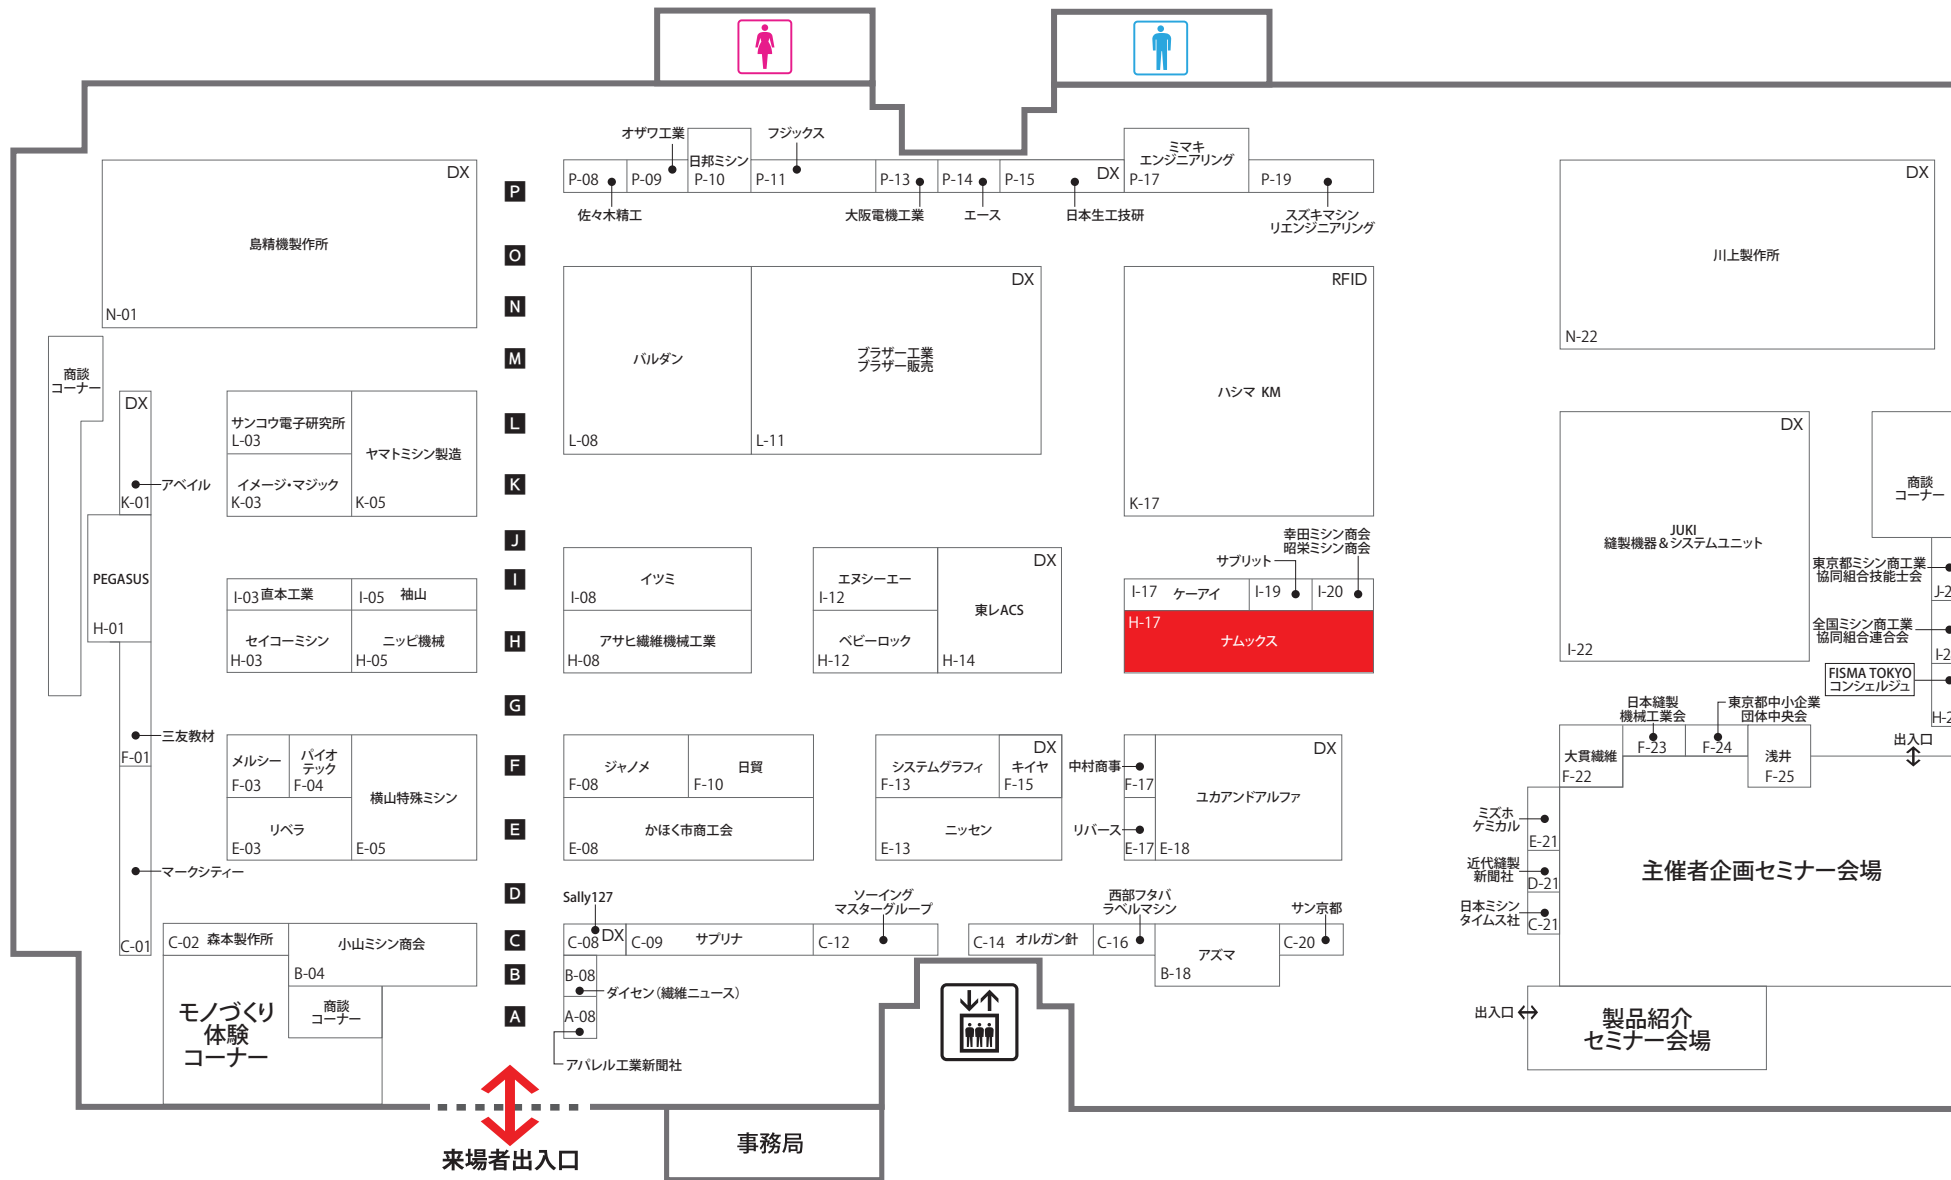 オザワ工業
フジックス
日邦ミシン
ミマキ
エンジニアリング
P
P-08
P-09
P-10
P-11
P-13
P-14
P-15
DX
P-17
P-19
佐々木精工
大阪電機工業
エース
日本生工技研
スズキマシン
リエンジニアリング
DX
島精機製作所
N-01
DX
川上製作所
N-22
O
N
M
L
K
J
I
H
G
F
E
D
C
B
A
バルダン
L-08
DX
ブラザー工業
ブラザー販売
L-11
RFID
ハシマ KM
K-17
商談
コーナー
DX
アベイル
K-01
サンコウ電子研究所
L-03
イメージ・マジック
K-03
ヤマトミシン製造
K-05
DX
JUKI
縫製機器&システムユニット
I-22
商談
コーナー
PEGASUS
H-01
I-03 直本工業
I-05 袖山
セイコーミシン
H-03
ニッピ機械
H-05
イツミ
I-08
アサヒ繊維機械工業
H-08
エヌシーエー
I-12
ベビーロック
H-12
DX
東レACS
H-14
幸田ミシン商会
昭栄ミシン商会
サブリット
I-17 ケーアイ
I-19
I-20
H-17
ナムックス
東京都ミシン商工業
協同組合技能士会
J-2
全国ミシン商工業
協同組合連合会
I-2
FISMA TOKYO
コンシェルジュ
H-2
三友教材
F-01
メルシー
F-03
パイオ
テック
F-04
横山特殊ミシン
E-05
リベラ
E-03
ジャノメ
F-08
日貿
F-10
かほく市商工会
E-08
システムグラフィ
F-13
DX
キイヤ
F-15
ニッセン
E-13
中村商事
F-17
リバース
E-17
DX
ユカアンドアルファ
E-18
日本縫製
機械工業会
東京都中小企業
団体中央会
大貫繊維
F-22
F-23
F-24
浅井
F-25
出入口
ミズホ
ケミカル
E-21
近代縫製
新聞社
D-21
日本ミシン
タイムス社
C-21
主催者企画セミナー会場
マークシティー
C-01
C-02 森本製作所
小山ミシン商会
B-04
商談
コーナー
モノづくり
体験
コーナー
Sally127
C-08
DX
C-09 サプリナ
ソーイング
マスターグループ
C-12
B-08
ダイセン(繊維ニュース)
A-08
アパレル工業新聞社
C-14 オルガン針
西部フタバ
ラベルマシン
C-16
アズマ
B-18
サン京都
C-20
出入口
製品紹介
セミナー会場
来場者出入口
事務局